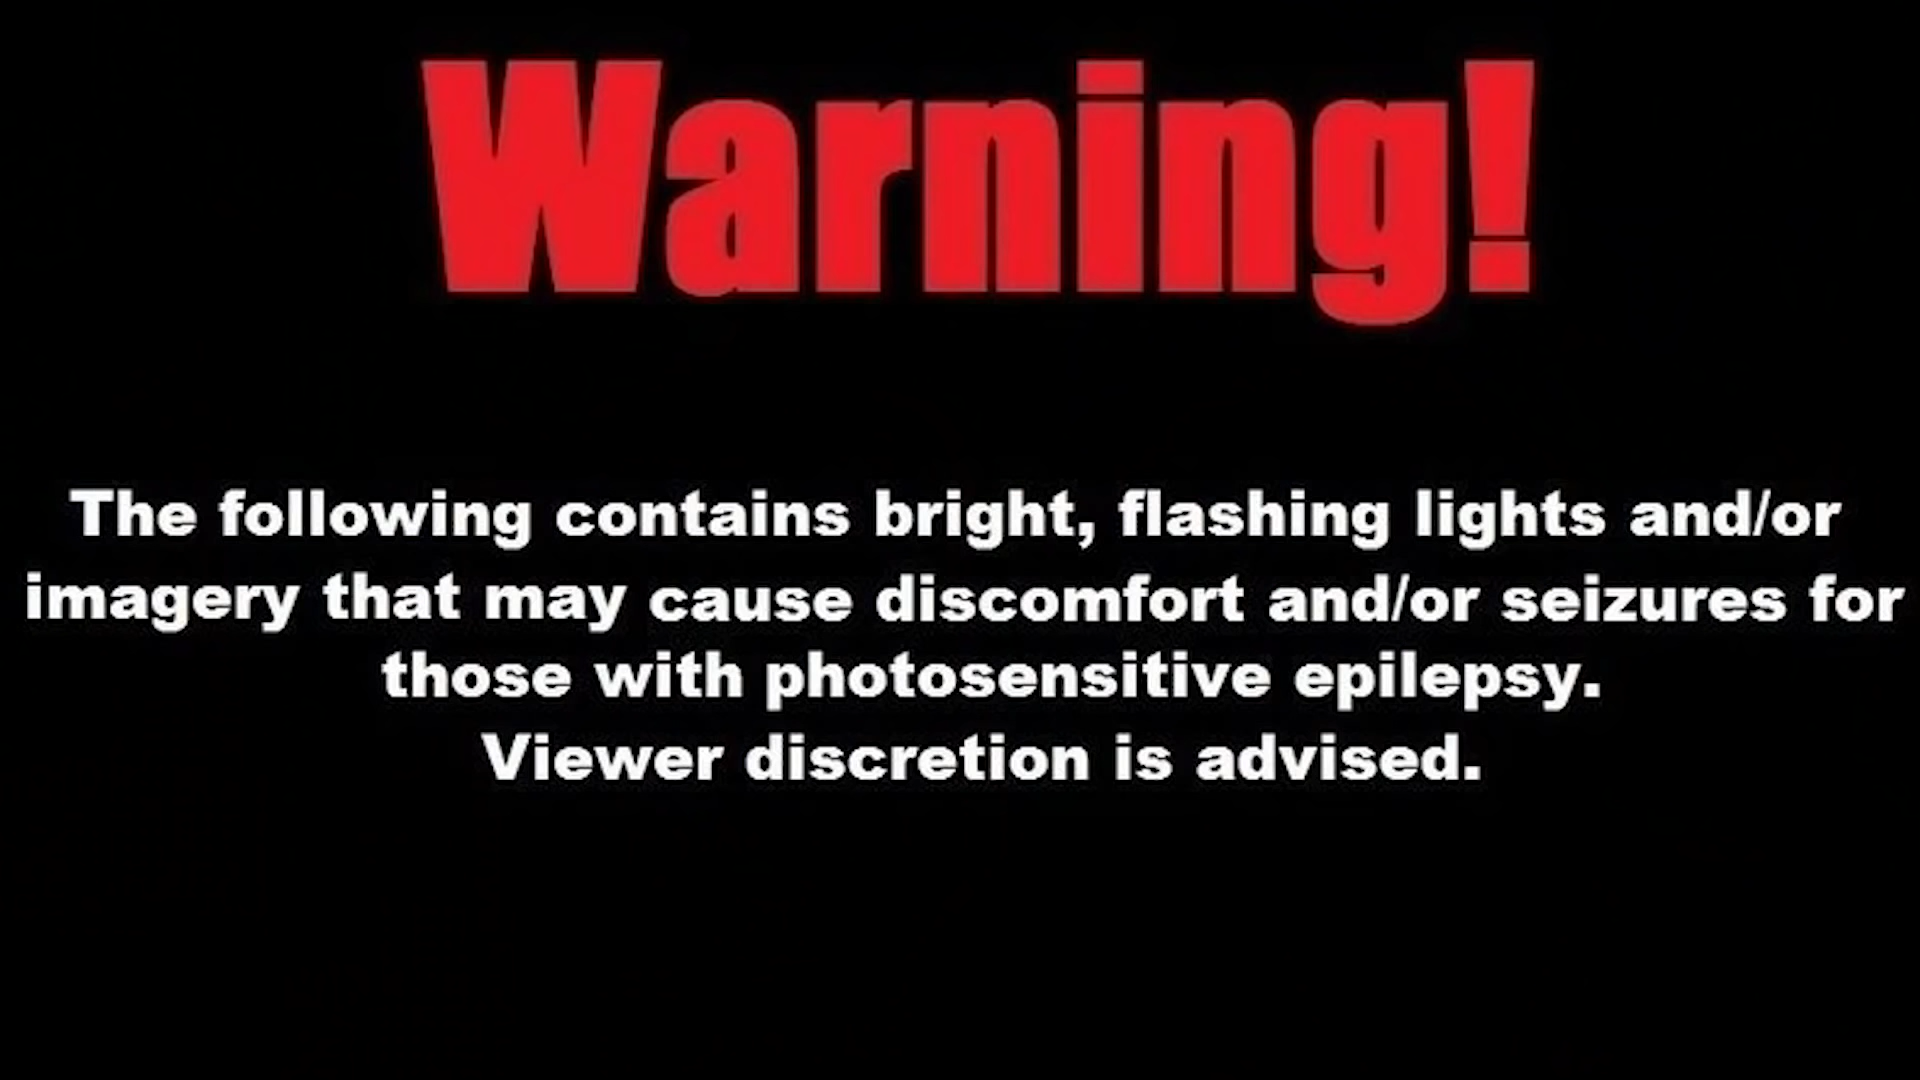 Warning!
The following contains bright, flashing lights and/or
imagery that may cause discomfort and/or seizures for
those with photosensitive epilepsy.
Viewer discretion is advised.